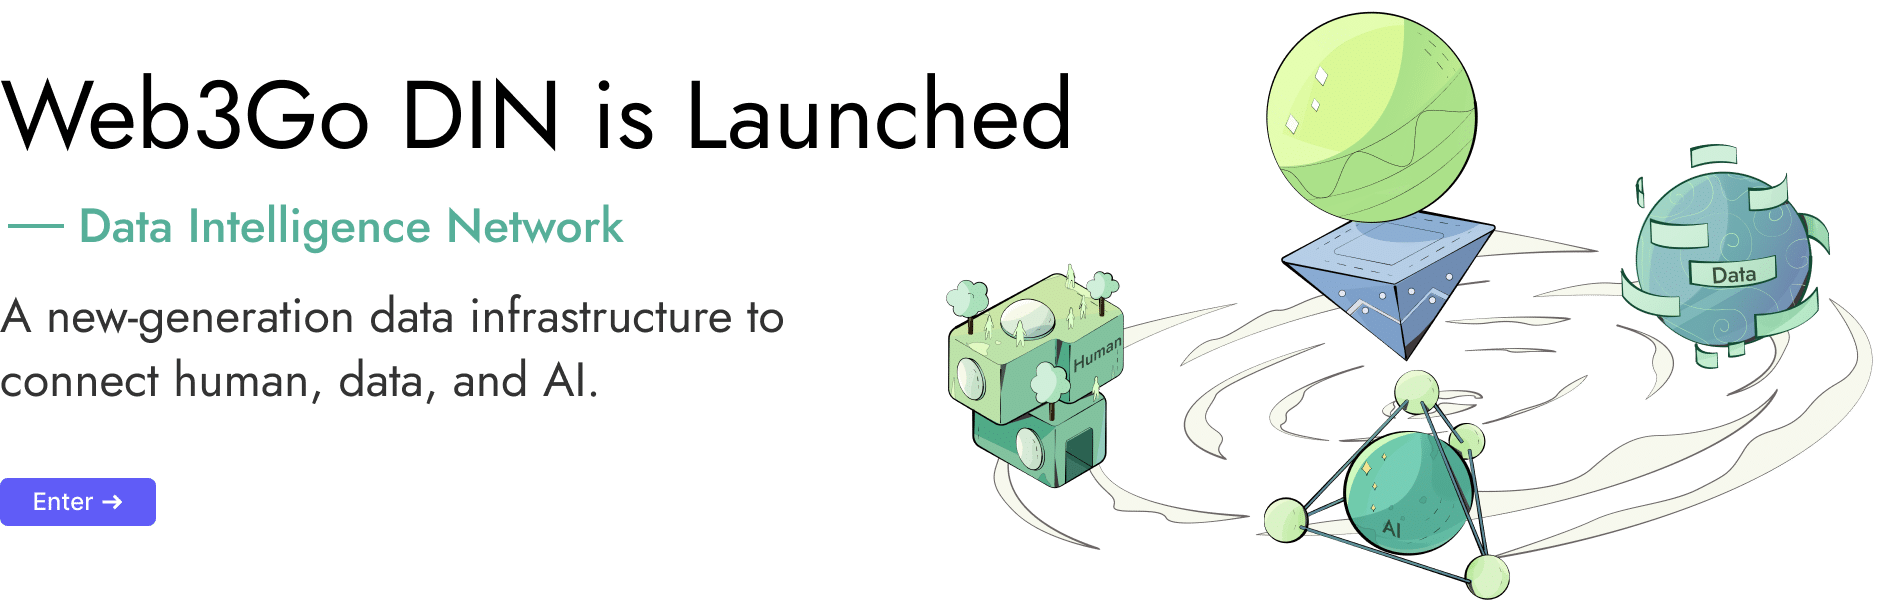 Web3Go DIN is Launched
— Data Intelligence Network
A new-generation data infrastructure to
connect human, data, and AI.
Enter →
Human
Data
AI